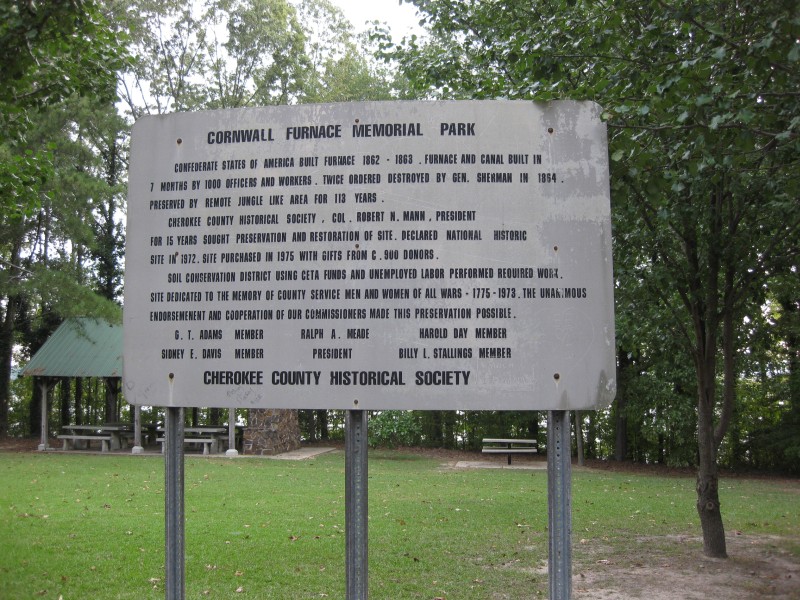 CORNWALL FURNACE MEMORIAL PARK
CONFEDERATE STATES OF AMERICA BUILT FURNACE 1862 - 1863 . FURNACE AND CANAL BUILT IN
7 MONTHS BY 1000 OFFICERS AND WORKERS . TWICE ORDERED DESTROYED BY GEN. SHERMAN IN 1864 .
PRESERVED BY REMOTE JUNGLE LIKE AREA FOR 113 YEARS .
CHEROKEE COUNTY HISTORICAL SOCIETY . COL . ROBERT N. MANN , PRESIDENT
FOR 15 YEARS SOUGHT PRESERVATION AND RESTORATION OF SITE . DECLARED NATIONAL HISTORIC
SITE IN 1972. SITE PURCHASED IN 1975 WITH GIFTS FROM C . 900 DONORS .
SOIL CONSERVATION DISTRICT USING CETA FUNDS AND UNEMPLOYED LABOR PERFORMED REQUIRED WORK .
SITE DEDICATED TO THE MEMORY OF COUNTY SERVICE MEN AND WOMEN OF ALL WARS - 1775 - 1973 . THE UNANIMOUS
ENDORSEMENENT AND COOPERATION OF OUR COMMISSIONERS MADE THIS PRESERVATION POSSIBLE .
G . T. ADAMS MEMBER RALPH A . MEADE HAROLD DAY MEMBER
SIDNEY E . DAVIS MEMBER PRESIDENT BILLY L . STALLINGS MEMBER
CHEROKEE COUNTY HISTORICAL SOCIETY